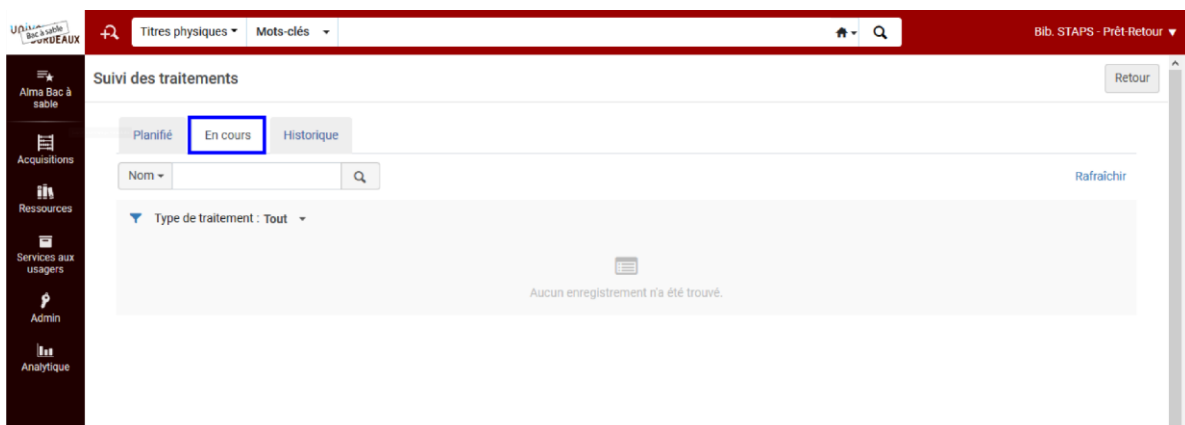 Bac à sable
Titres physiques
Mots-clés
Bib. STAPS - Prêt-Retour
Alma Bac à
sable
Suivi des traitements
Retour
Planifié
En cours
Historique
Acquisitions
Nom
Rafraîchir
Ressources
Type de traitement : Tout
Services aux
usagers
Aucun enregistrement n'a été trouvé.
Admin
Analytique